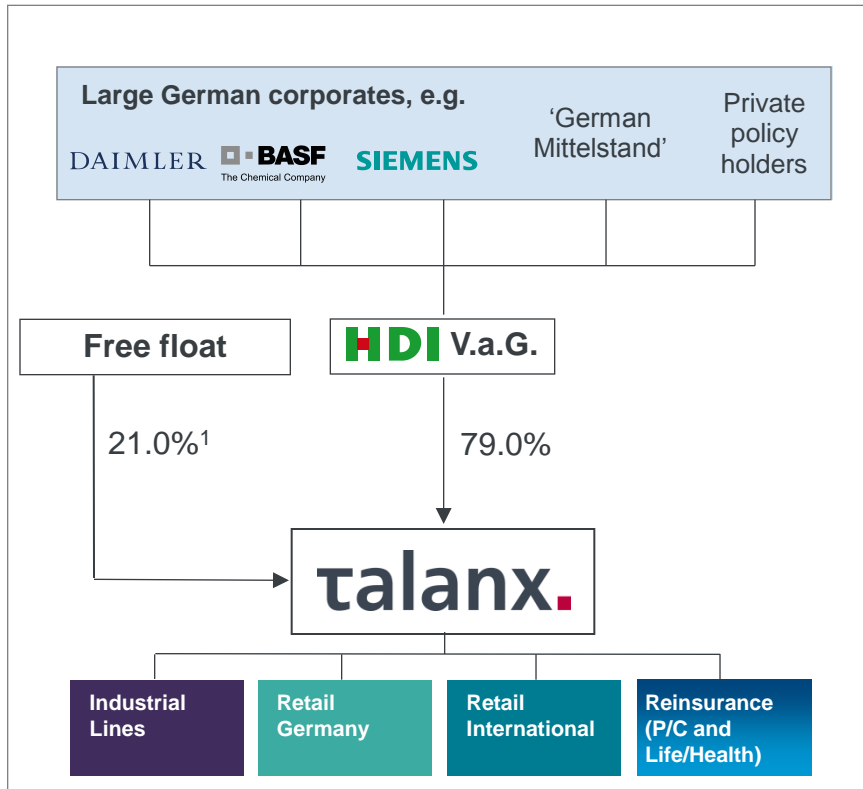 Large German corporates, e.g.
DAIMLER
BASF
The Chemical Company
SIEMENS
‘German
Mittelstand’
Private
policy
holders
Free float
HDI V.a.G.
21.0%¹
79.0%
τalanx.
Industrial
Lines
Retail
Germany
Retail
International
Reinsurance
(P/C and
Life/Health)